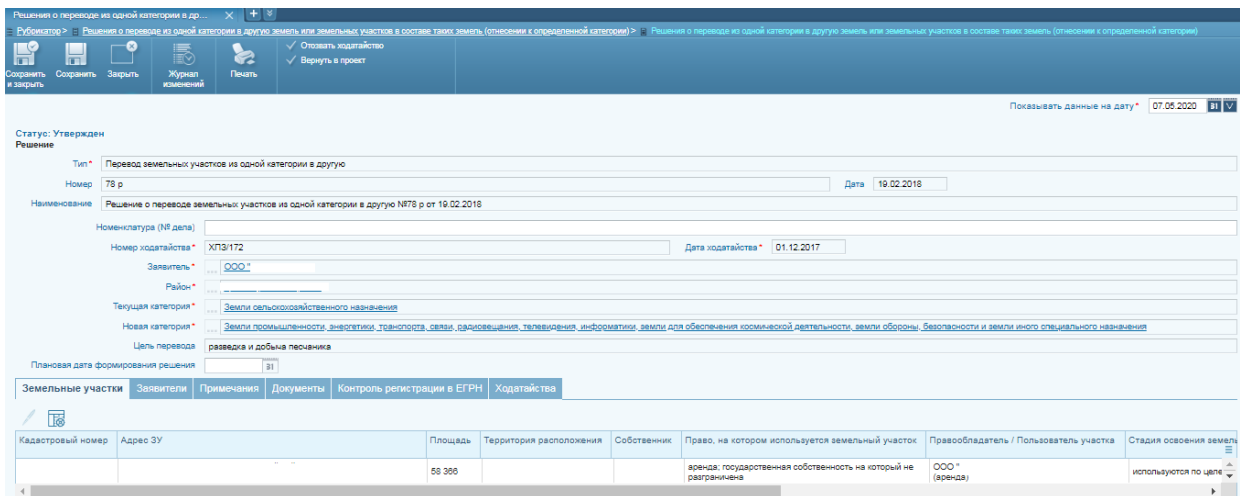 Решения о переводе из одной категории в др...
Рубрикатор > Решения о переводе из одной категории в другую земель или земельных участков в составе таких земель (отнесении к определенной категории) > Решения о переводе из одной категории в другую земель или земельных участков в составе таких земель (отнесении к определенной категории)
Сохранить и закрыть Сохранить Закрыть Журнал изменений Печать
Отозвать ходатайство
Вернуть в проект
Показывать данные на дату* 07.05.2020
Статус: Утвержден
Решение
Тип* Перевод земельных участков из одной категории в другую
Номер 78 р Дата 19.02.2018
Наименование Решение о переводе земельных участков из одной категории в другую №78 р от 19.02.2018
Номенклатура (№ дела)
Номер ходатайства* ХПЗ/172 Дата ходатайства* 01.12.2017
Заявитель* ... ООО "
Район* ...
Текущая категория* ... Земли сельскохозяйственного назначения
Новая категория* ... Земли промышленности, энергетики, транспорта, связи, радиовещания, телевидения, информатики, земли для обеспечения космической деятельности, земли обороны, безопасности и земли иного специального назначения
Цель перевода разведка и добыча песчаника
Плановая дата формирования решения 31
Земельные участки Заявители Примечания Документы Контроль регистрации в ЕГРН Ходатайства
Кадастровый номер Адрес ЗУ Площадь Территория расположения Собственник Право, на котором используется земельный участок Правообладатель / Пользователь участка Стадия освоения земель
58 366 аренда; государственная собственность на который не разграничена ООО " (аренда) используются по целе